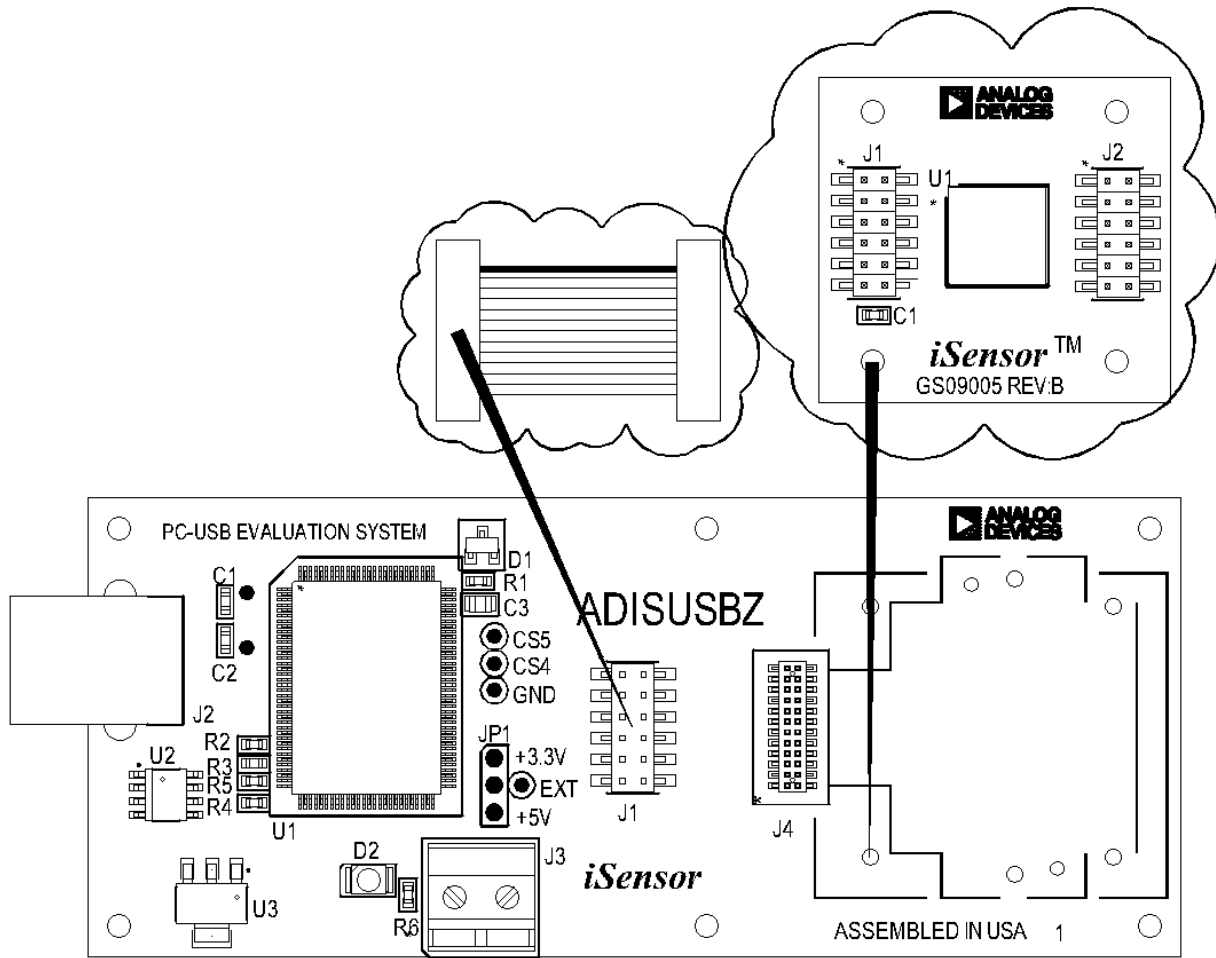 ANALOG
DEVICES
J1
J2
*
*
U1
*
C1
iSensor TM
GS09005 REV:B
PC-USB EVALUATION SYSTEM
ANALOG
DEVICES
D1
C1
R1
C3
*
ADISUSBZ
CS5
CS4
GND
C2
J2
JP1
R2
U2
+3.3V
R3
R5
EXT
R4
+5V
U1
J1
*
J4
D2
J3
iSensor
U3
R6
ASSEMBLED IN USA 1